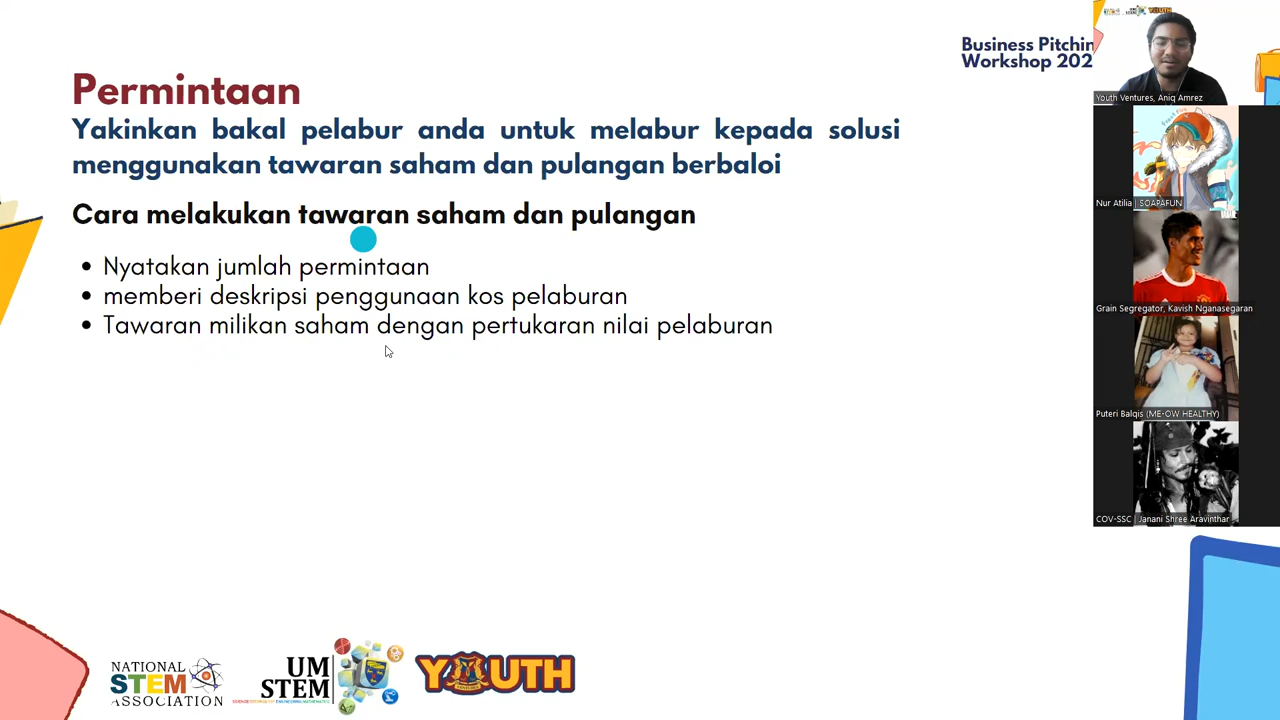 Business Pitchin
Workshop 202
Permintaan
Yakinkan bakal pelabur anda untuk melabur kepada solusi
menggunakan tawaran saham dan pulangan berbaloi
Cara melakukan tawaran saham dan pulangan
Nyatakan jumlah permintaan
memberi deskripsi penggunaan kos pelaburan
Tawaran milikan saham dengan pertukaran nilai pelaburan
Youth Ventures, Aniq Amrez
Nur Atilia | SOAPAFUN
Grain Segregator, Kavish Nganasegaran
Puteri Balqis (ME-OW HEALTHY)
COV-SSC | Janani Shree Aravinthar
NATIONAL
STEM
ASSOCIATION
UM
STEM
YOUTH
VENTURES